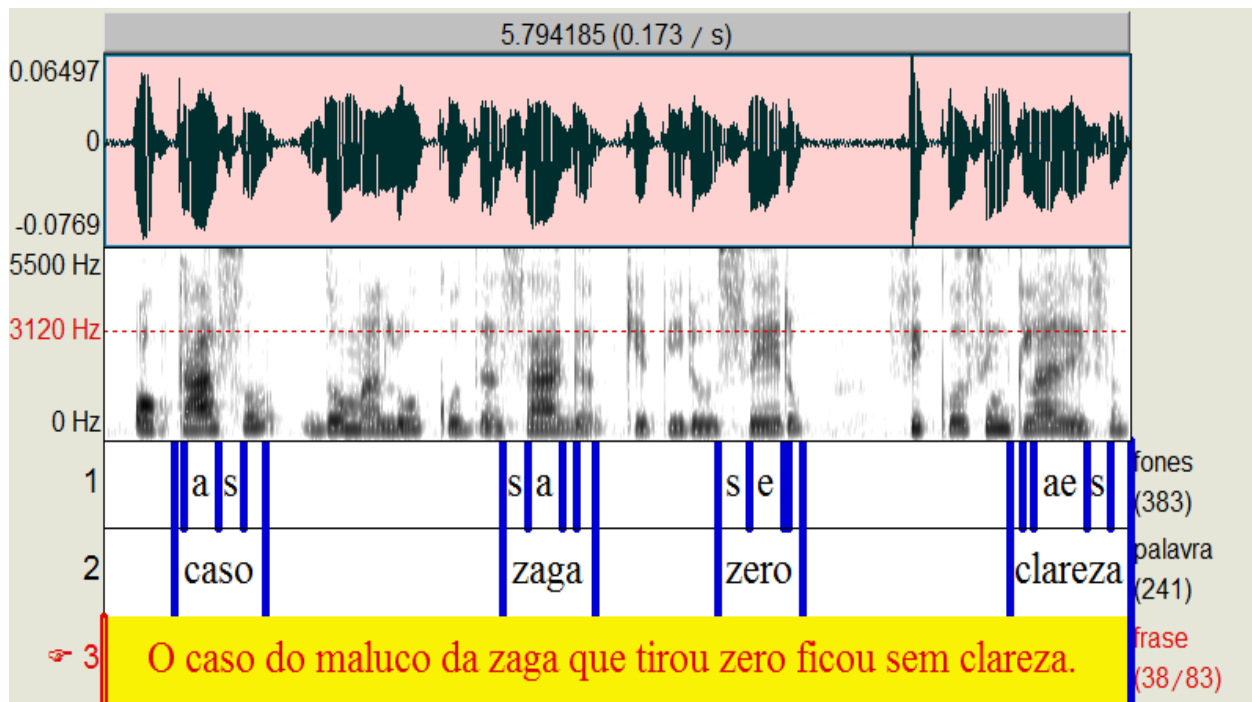 5.794185 (0.173 / s)
0.06497
0
-0.0769
5500 Hz
3120 Hz
0 Hz
1 a s s a s e ae s fones (383)
2 caso zaga zero clareza palavra (241)
3 O caso do maluco da zaga que tirou zero ficou sem clareza. frase (38/83)